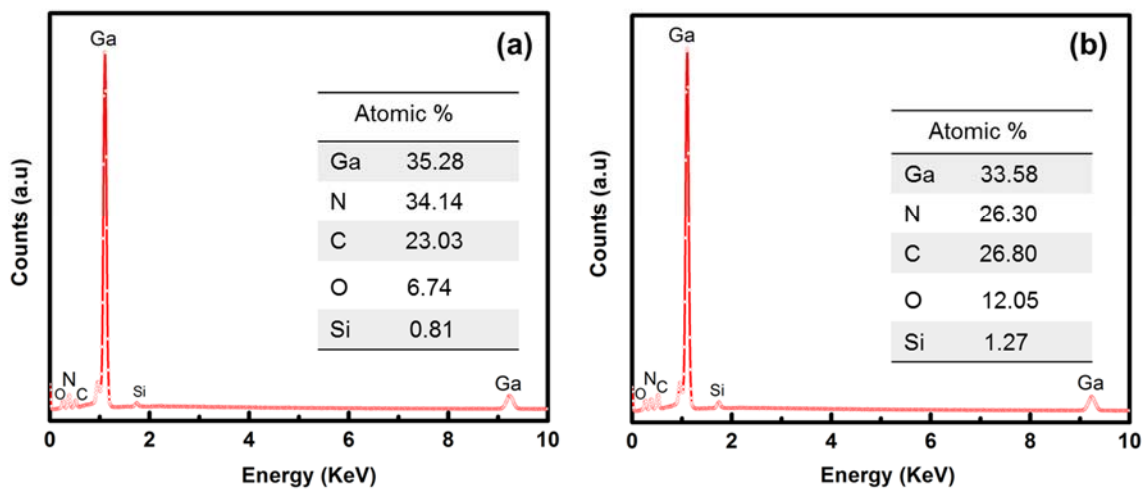 Ga
(a)
Atomic %
Ga 35.28
N 34.14
C 23.03
O 6.74
Si 0.81
O N C
Si
Ga
Counts (a.u)
0 2 4 6 8 10
Energy (KeV)
Ga
(b)
Atomic %
Ga 33.58
N 26.30
C 26.80
O 12.05
Si 1.27
O N C
Si
Ga
Counts (a.u)
0 2 4 6 8 10
Energy (KeV)